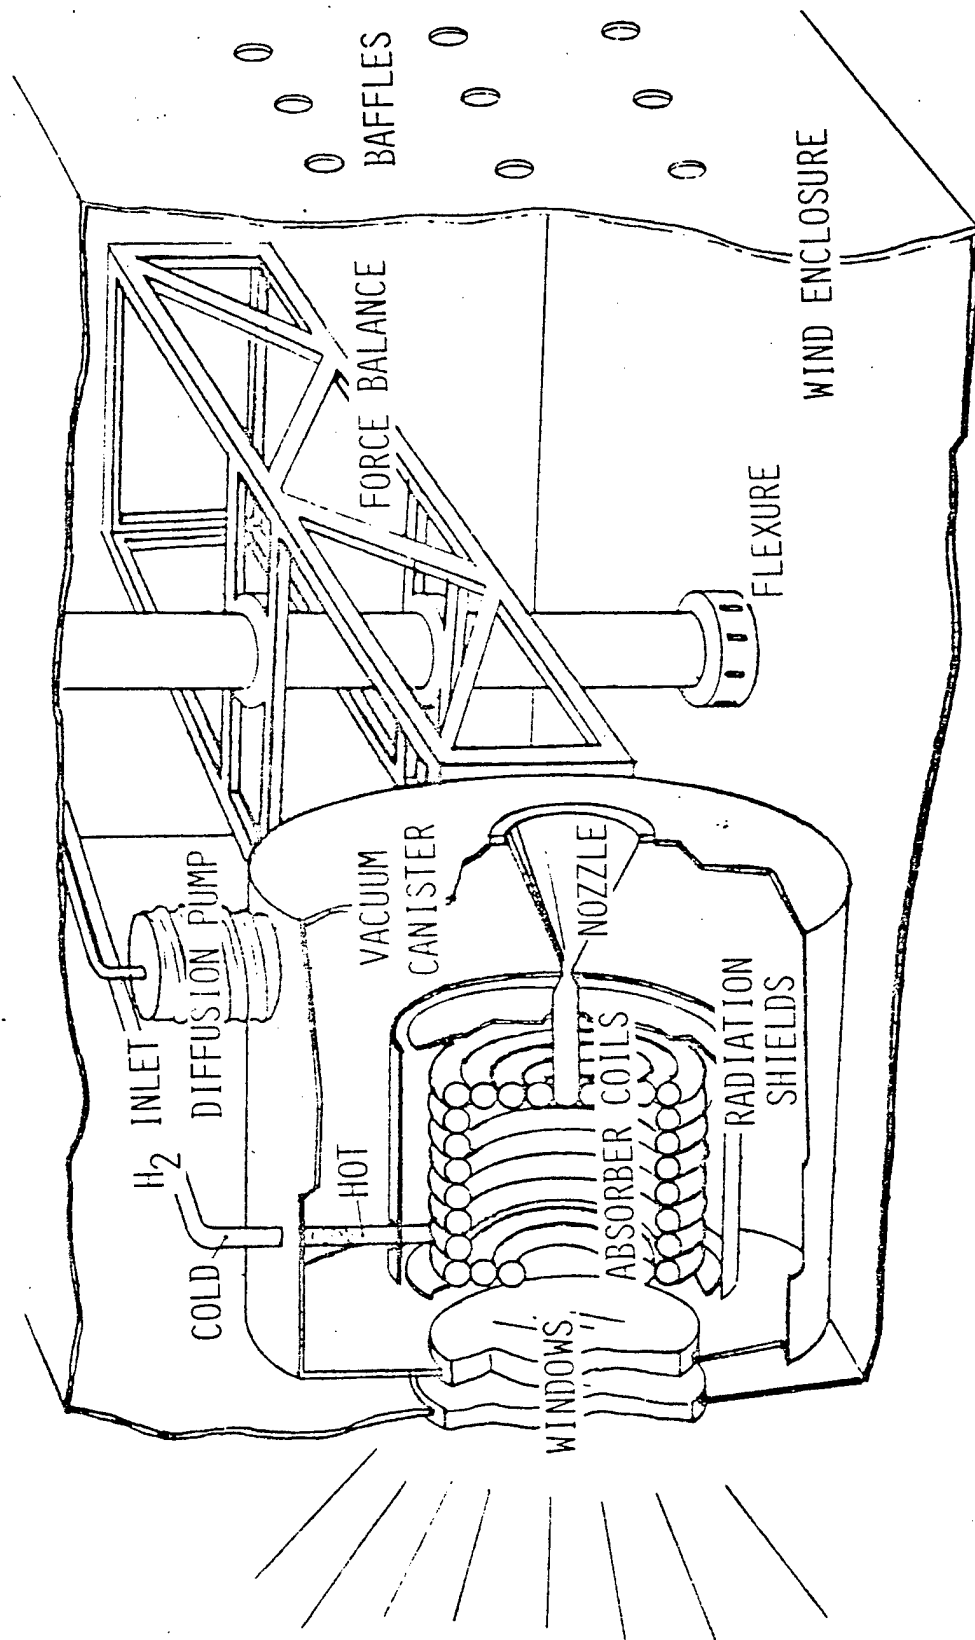 BAFFLES
WIND ENCLOSURE
FORCE BALANCE
FLEXURE
INLET
DIFFUSION PUMP
VACUUM
CANISTER
NOZZLE
H2
COLD
HOT
ABSORBER COILS
RADIATION
SHIELDS
WINDOWS